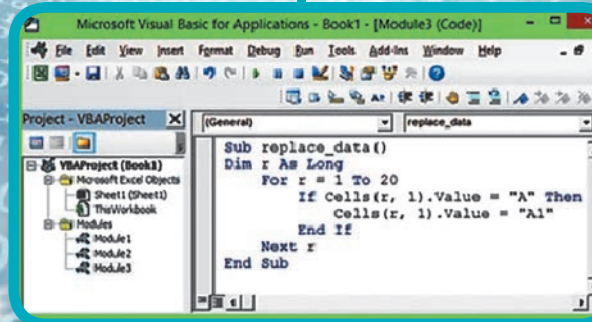 Microsoft Visual Basic for Applications - Book1 - [Module3 (Code)]
File Edit View Insert Format Debug Run Tools Add-Ins Window Help
Project - VBAProject
(General) replace_data
VBAProject (Book1)
Microsoft Excel Objects
Sheet1 (Sheet1)
ThisWorkbook
Modules
Module1
Module2
Module3
Sub replace_data()
Dim r As Long
For r = 1 To 20
If Cells(r, 1).Value = "A" Then
Cells(r, 1).Value = "A1"
End If
Next r
End Sub